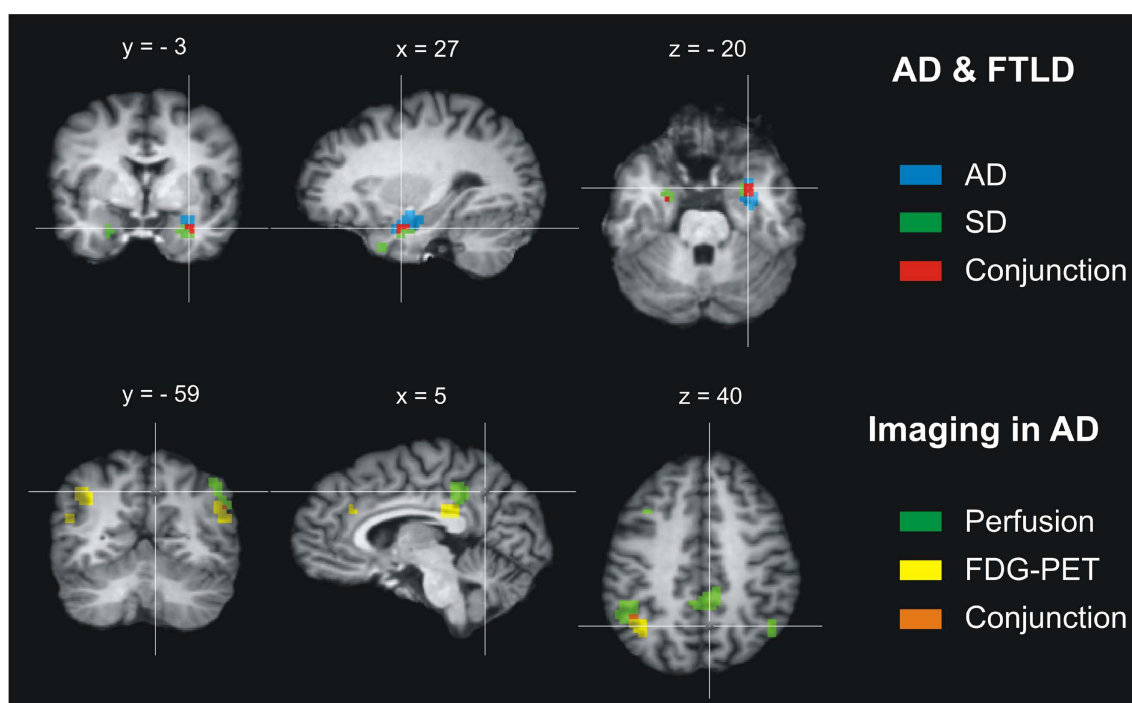 y = - 3
x = 27
z = - 20
AD & FTLD
AD
SD
Conjunction
y = - 59
x = 5
z = 40
Imaging in AD
Perfusion
FDG-PET
Conjunction